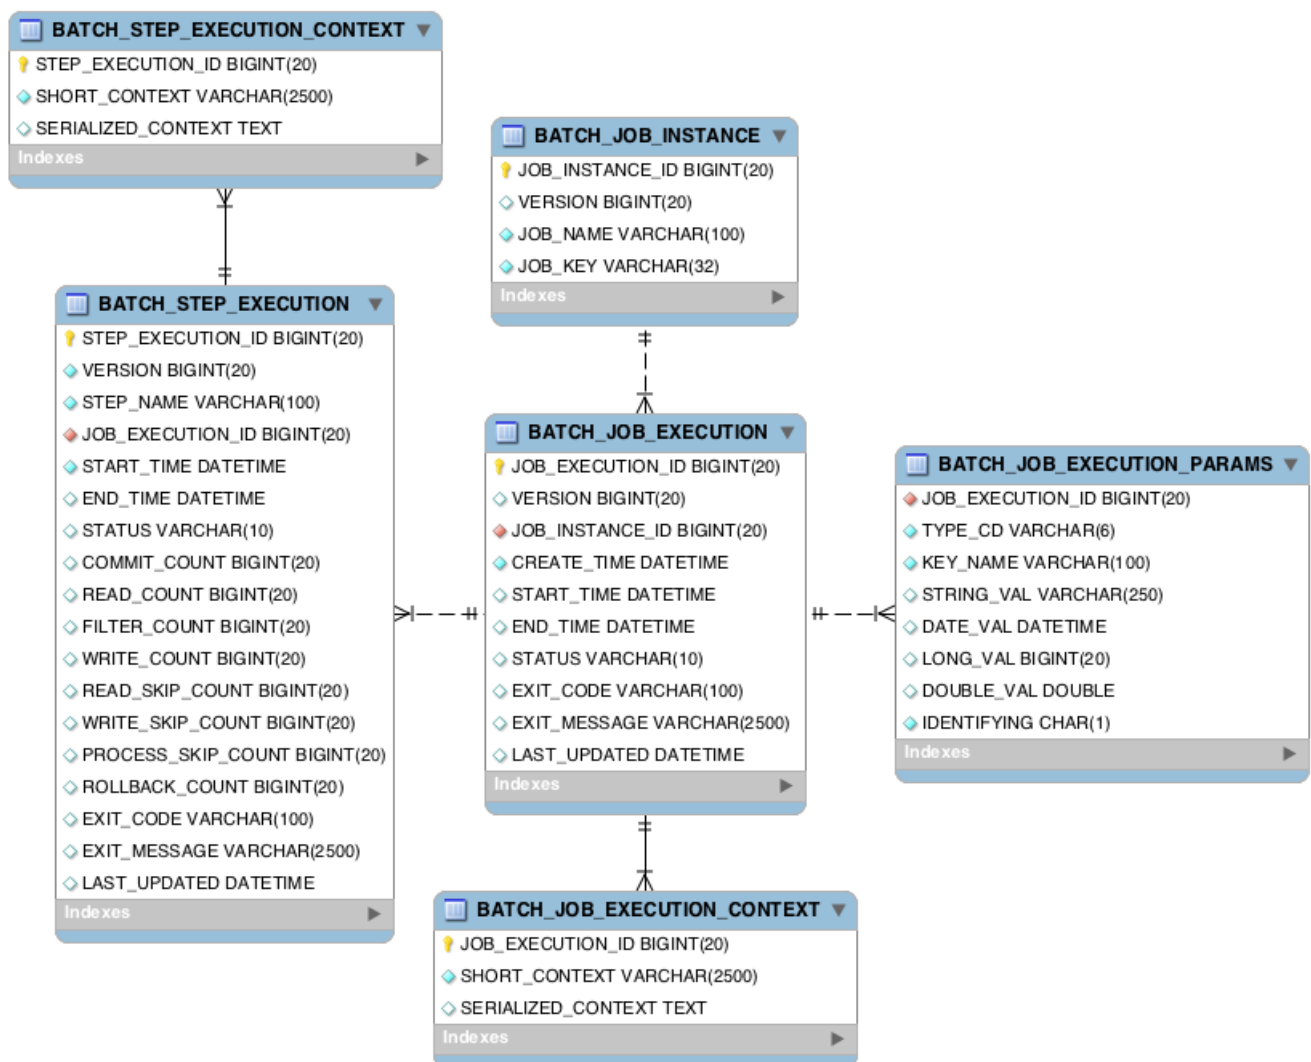 BATCH_STEP_EXECUTION_CONTEXT
STEP_EXECUTION_ID BIGINT(20)
SHORT_CONTEXT VARCHAR(2500)
SERIALIZED_CONTEXT TEXT
Indexes
BATCH_JOB_INSTANCE
JOB_INSTANCE_ID BIGINT(20)
VERSION BIGINT(20)
JOB_NAME VARCHAR(100)
JOB_KEY VARCHAR(32)
Indexes
BATCH_STEP_EXECUTION
STEP_EXECUTION_ID BIGINT(20)
VERSION BIGINT(20)
STEP_NAME VARCHAR(100)
JOB_EXECUTION_ID BIGINT(20)
START_TIME DATETIME
END_TIME DATETIME
STATUS VARCHAR(10)
COMMIT_COUNT BIGINT(20)
READ_COUNT BIGINT(20)
FILTER_COUNT BIGINT(20)
WRITE_COUNT BIGINT(20)
READ_SKIP_COUNT BIGINT(20)
WRITE_SKIP_COUNT BIGINT(20)
PROCESS_SKIP_COUNT BIGINT(20)
ROLLBACK_COUNT BIGINT(20)
EXIT_CODE VARCHAR(100)
EXIT_MESSAGE VARCHAR(2500)
LAST_UPDATED DATETIME
Indexes
BATCH_JOB_EXECUTION
JOB_EXECUTION_ID BIGINT(20)
VERSION BIGINT(20)
JOB_INSTANCE_ID BIGINT(20)
CREATE_TIME DATETIME
START_TIME DATETIME
END_TIME DATETIME
STATUS VARCHAR(10)
EXIT_CODE VARCHAR(100)
EXIT_MESSAGE VARCHAR(2500)
LAST_UPDATED DATETIME
Indexes
BATCH_JOB_EXECUTION_PARAMS
JOB_EXECUTION_ID BIGINT(20)
TYPE_CD VARCHAR(6)
KEY_NAME VARCHAR(100)
STRING_VAL VARCHAR(250)
DATE_VAL DATETIME
LONG_VAL BIGINT(20)
DOUBLE_VAL DOUBLE
IDENTIFYING CHAR(1)
Indexes
BATCH_JOB_EXECUTION_CONTEXT
JOB_EXECUTION_ID BIGINT(20)
SHORT_CONTEXT VARCHAR(2500)
SERIALIZED_CONTEXT TEXT
Indexes